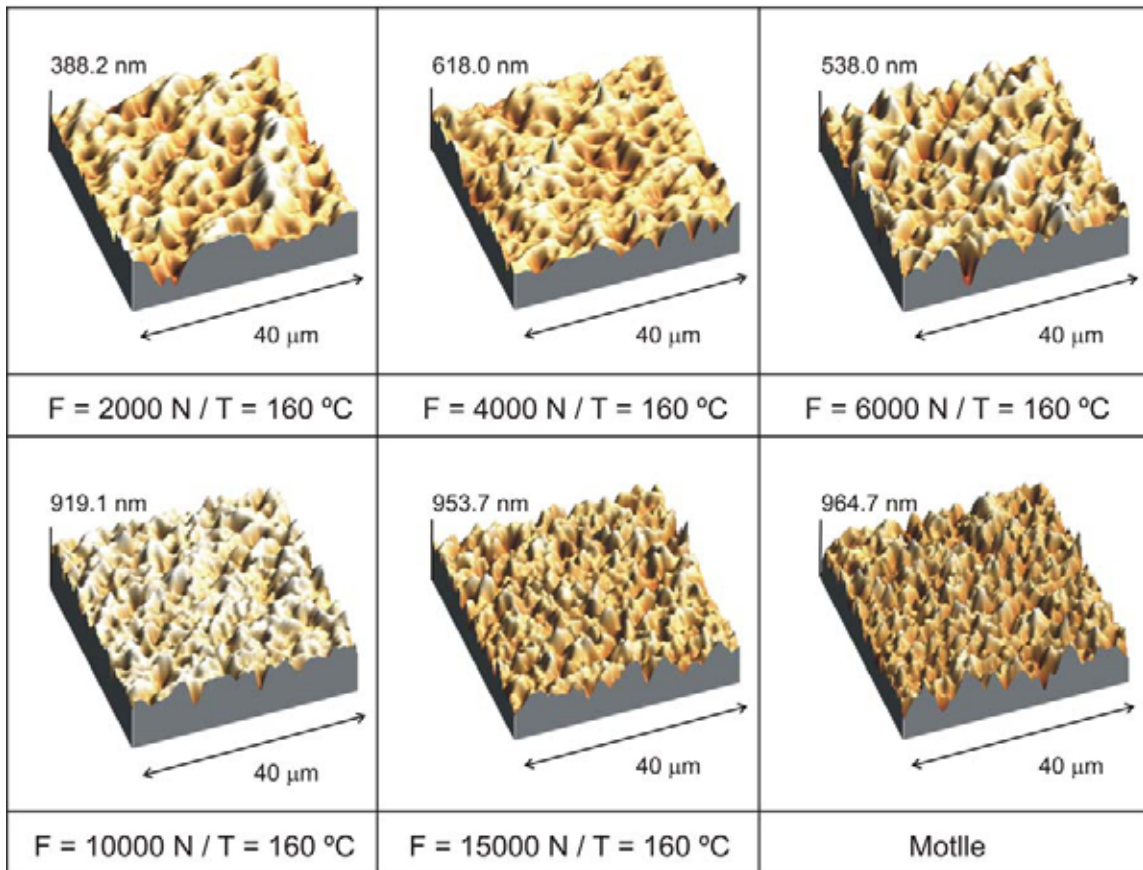 388.2 nm
618.0 nm
538.0 nm
40 μm
40 μm
40 μm
F = 2000 N / T = 160 ºC
F = 4000 N / T = 160 ºC
F = 6000 N / T = 160 ºC
919.1 nm
953.7 nm
964.7 nm
40 μm
40 μm
40 μm
F = 10000 N / T = 160 ºC
F = 15000 N / T = 160 ºC
Motlle